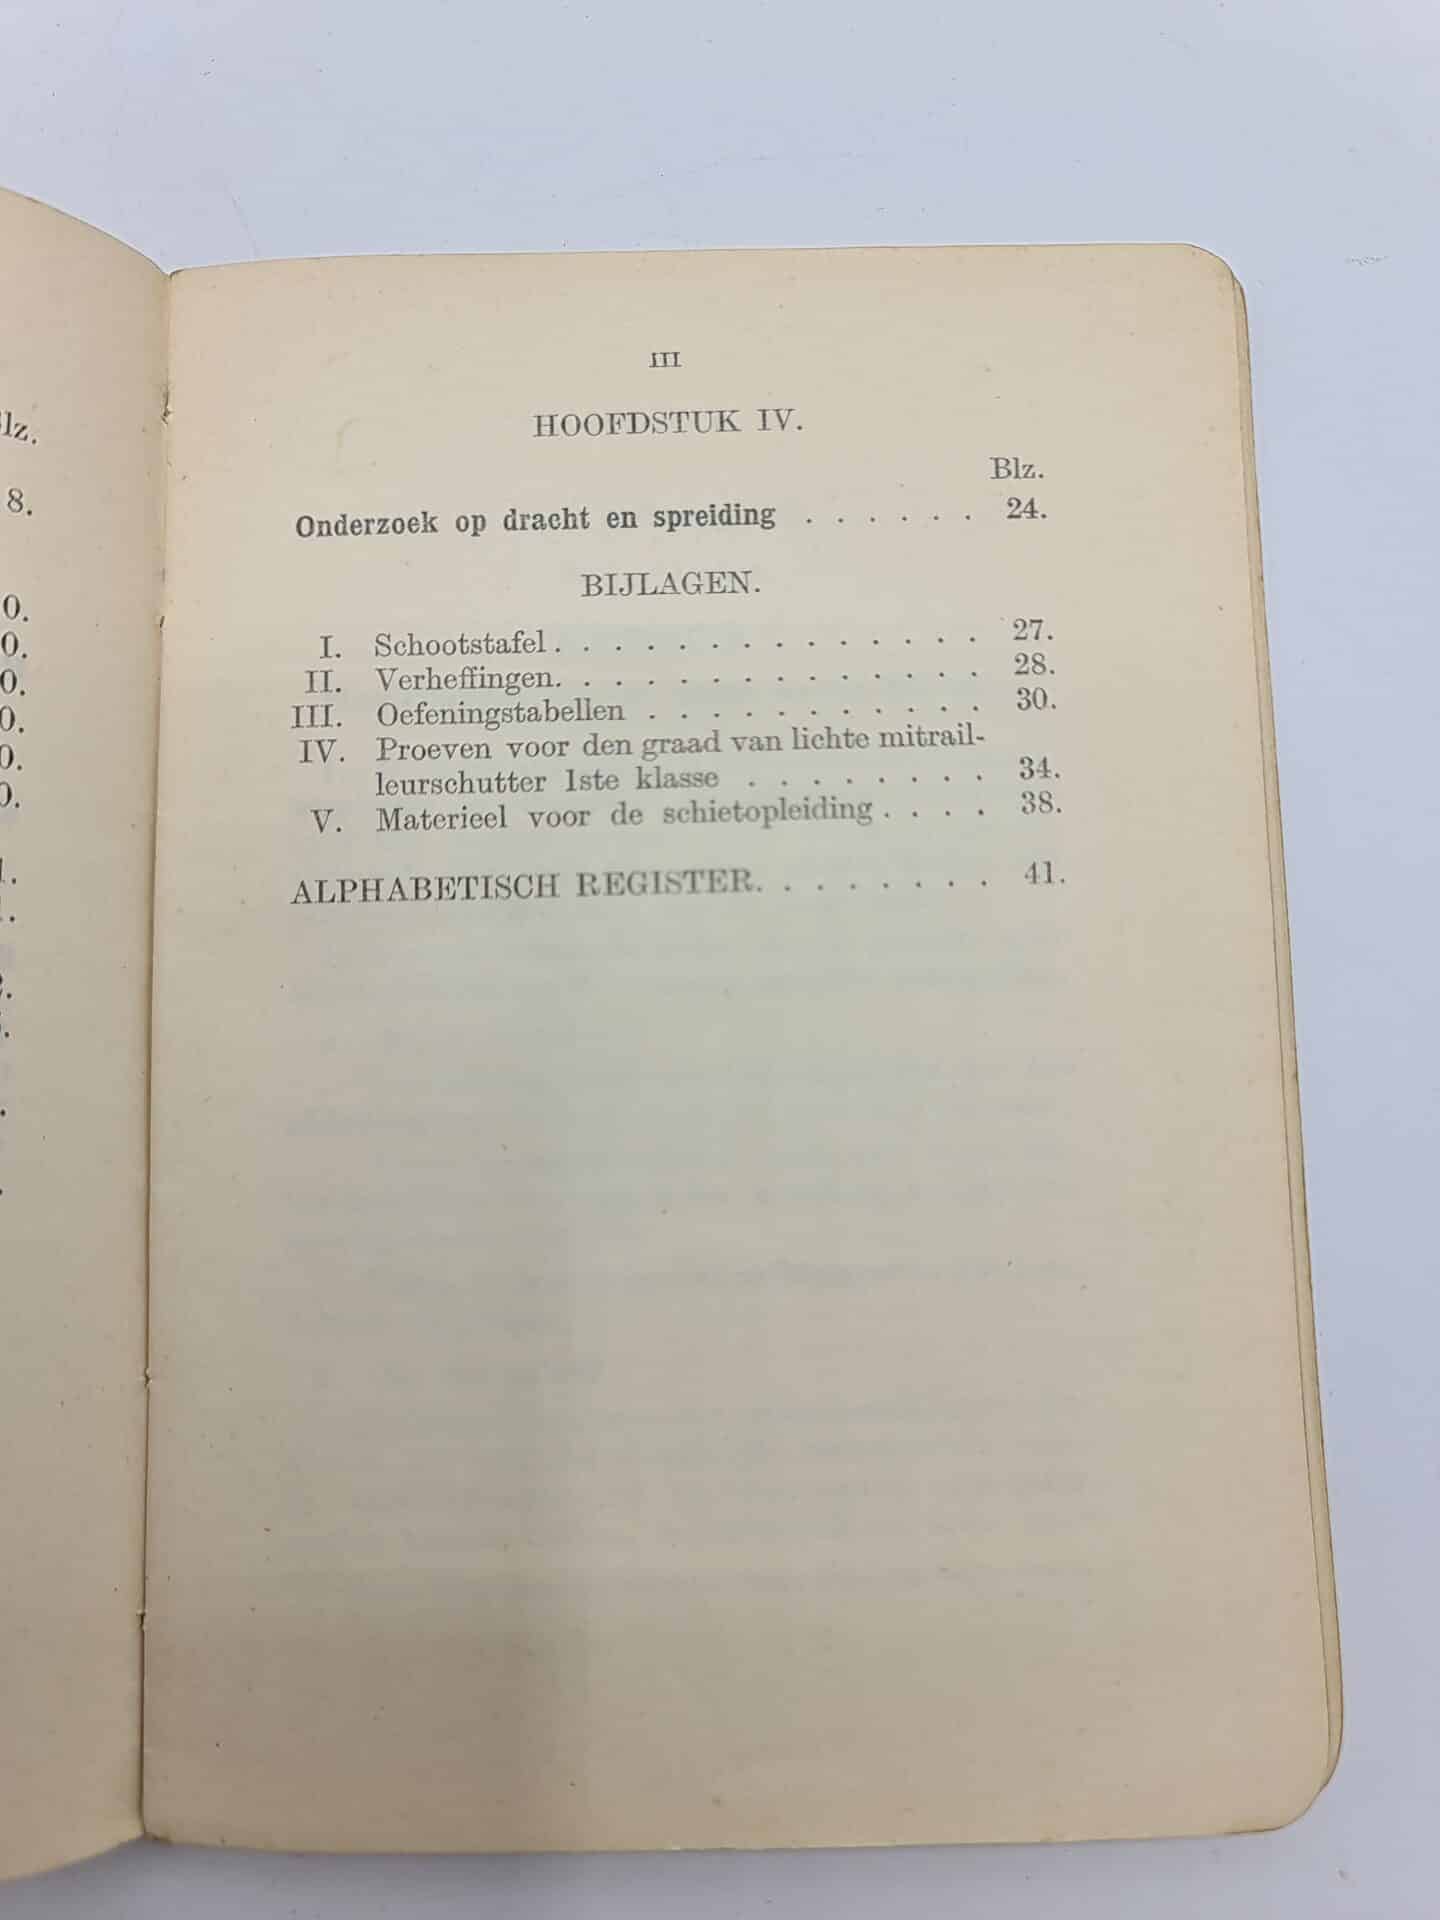 III
HOOFDSTUK IV.
Blz.
Onderzoek op dracht en spreiding . . . . . . 24.
BIJLAGEN.
I. Schootstafel . . . . . . . . . . . . . . 27.
II. Verheffingen. . . . . . . . . . . . . . 28.
III. Oefeningstabellen . . . . . . . . . . . 30.
IV. Proeven voor den graad van lichte mitrail-
leurschutter 1ste klasse . . . . . . . . 34.
V. Materieel voor de schietopleiding . . . . 38.
ALPHABETISCH REGISTER. . . . . . . . 41.